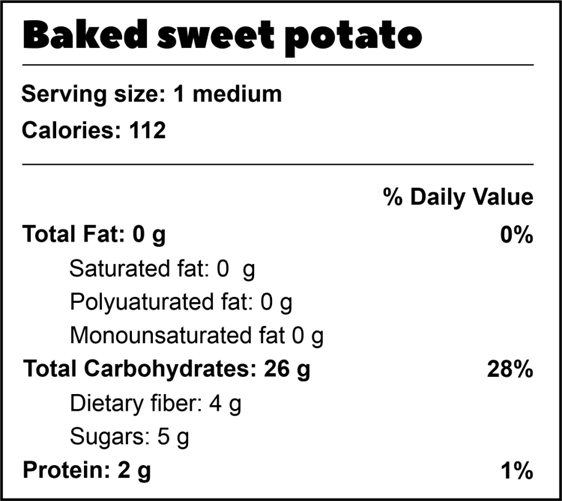 Baked sweet potato
Serving size: 1 medium
Calories: 112
% Daily Value
Total Fat: 0 g 0%
Saturated fat: 0  g
Polyuaturated fat: 0 g
Monounsaturated fat 0 g
Total Carbohydrates: 26 g 28%
Dietary fiber: 4 g
Sugars: 5 g
Protein: 2 g 1%